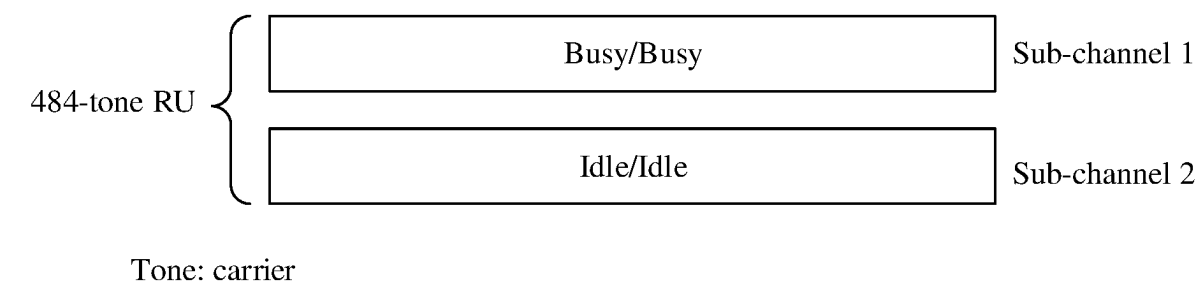 Busy/Busy
Sub-channel 1
484-tone RU
Idle/Idle
Sub-channel 2
Tone: carrier